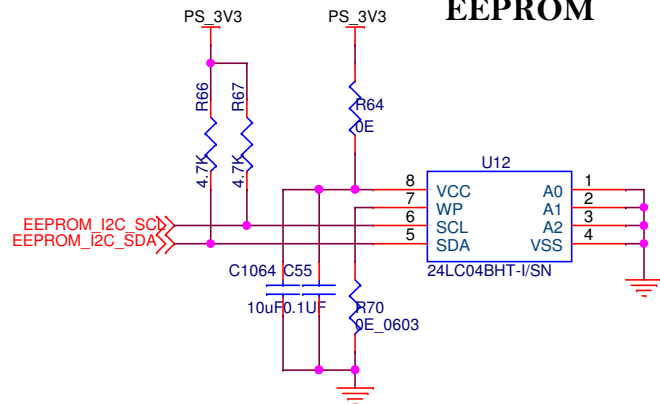 EEPROM
PS_3V3
PS_3V3
R66
R67
R64
0E
4.7K
4.7K
U12
8
VCC
A0
1
7
WP
A1
2
6
SCL
A2
3
5
SDA
VSS
4
EEPROM_I2C_SCL
EEPROM_I2C_SDA
24LC04BHT-I/SN
C1064
C55
10uF
0.1UF
R70
0E_0603